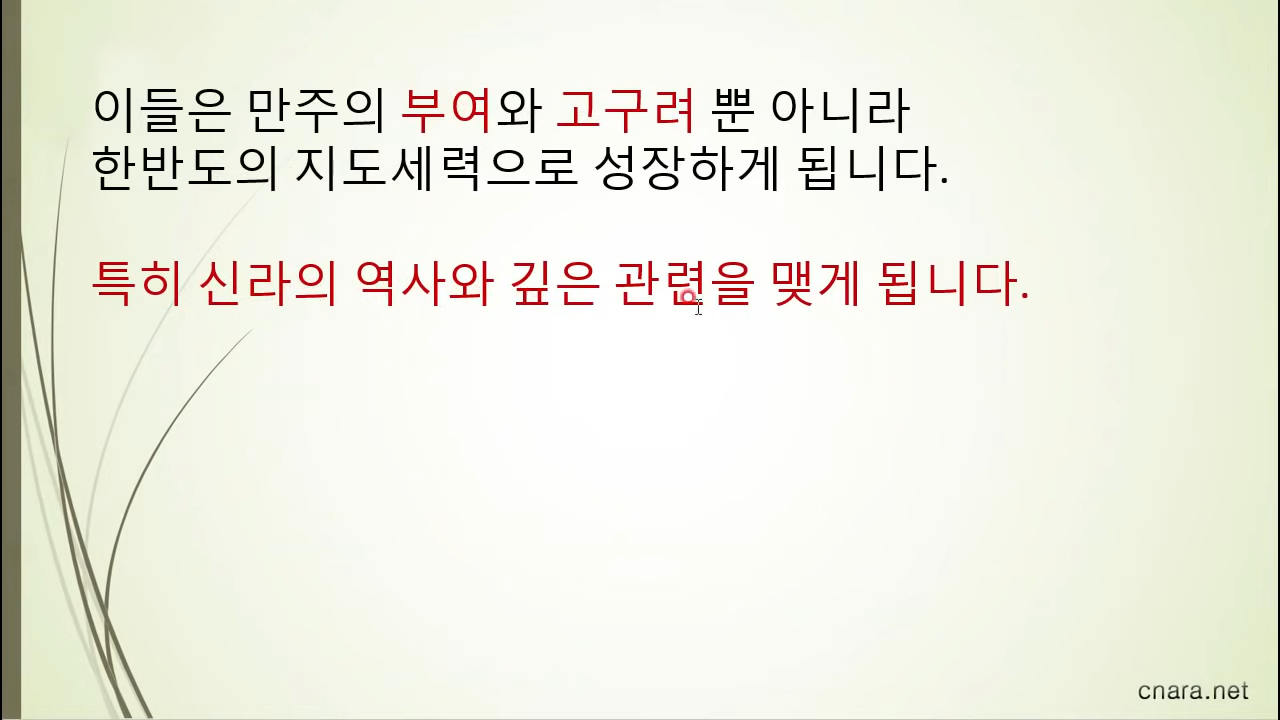 이들은 만주의 부여와 고구려 뿐 아니라
한반도의 지도세력으로 성장하게 됩니다.
특히 신라의 역사와 깊은 관련을 맺게 됩니다.
cnara.net